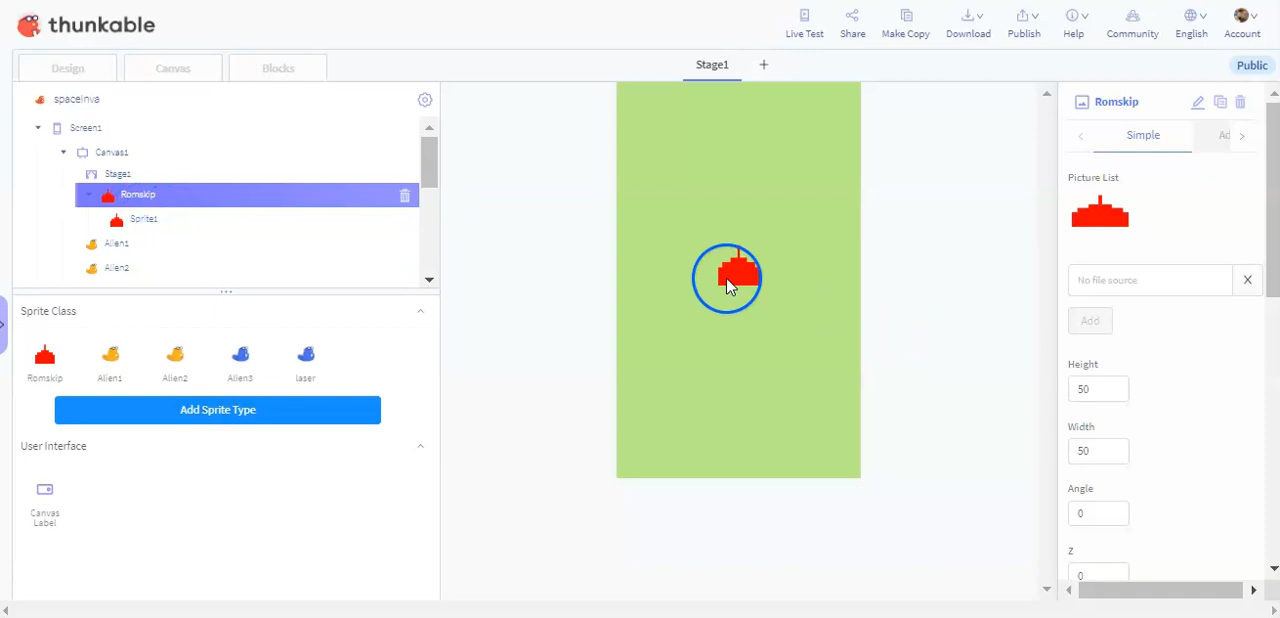 thunkable
Live Test
Share
Make Copy
Download
Publish
Help
Community
English
Account
Design
Canvas
Blocks
Stage1
+
Public
spaceInva
Screen1
Canvas1
Stage1
Romskip
Sprite1
Alien1
Alien2
Sprite Class
Romskip
Alien1
Alien2
Alien3
laser
Add Sprite Type
User Interface
Canvas
Label
Romskip
Simple
Ad
Picture List
No file source
X
Add
Height
50
Width
50
Angle
0
Z
0